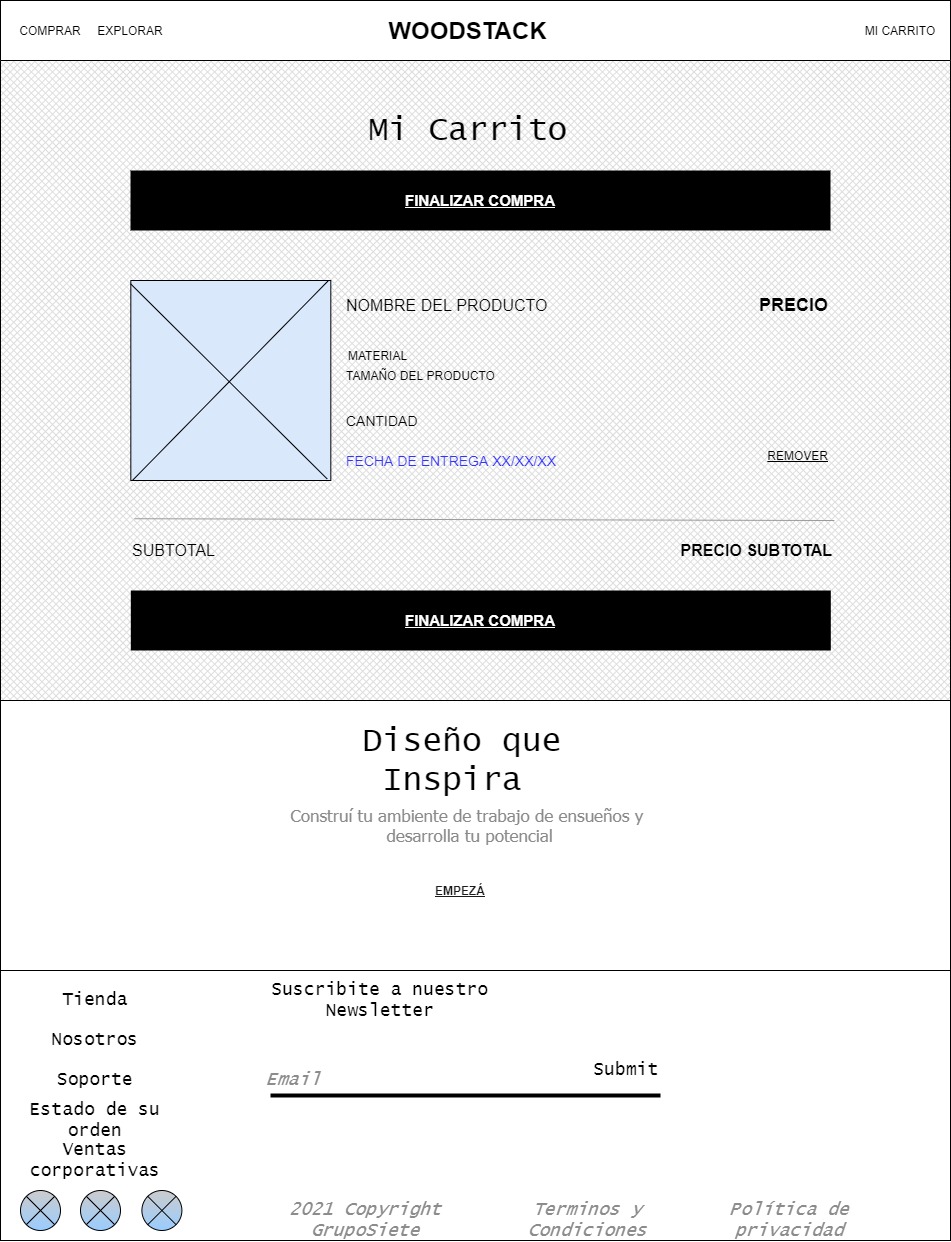 COMPRAR EXPLORAR WOODSTACK MI CARRITO
Mi Carrito
FINALIZAR COMPRA
NOMBRE DEL PRODUCTO PRECIO
MATERIAL
TAMAÑO DEL PRODUCTO
CANTIDAD
FECHA DE ENTREGA XX/XX/XX REMOVER
SUBTOTAL PRECIO SUBTOTAL
FINALIZAR COMPRA
Diseño que
Inspira
Construí tu ambiente de trabajo de ensueños y
desarrolla tu potencial
EMPEZÁ
Tienda
Nosotros
Soporte
Estado de su
orden
Ventas
corporativas
Suscribite a nuestro
Newsletter
Email Submit
2021 Copyright
GrupoSiete
Terminos y
Condiciones
Política de
privacidad